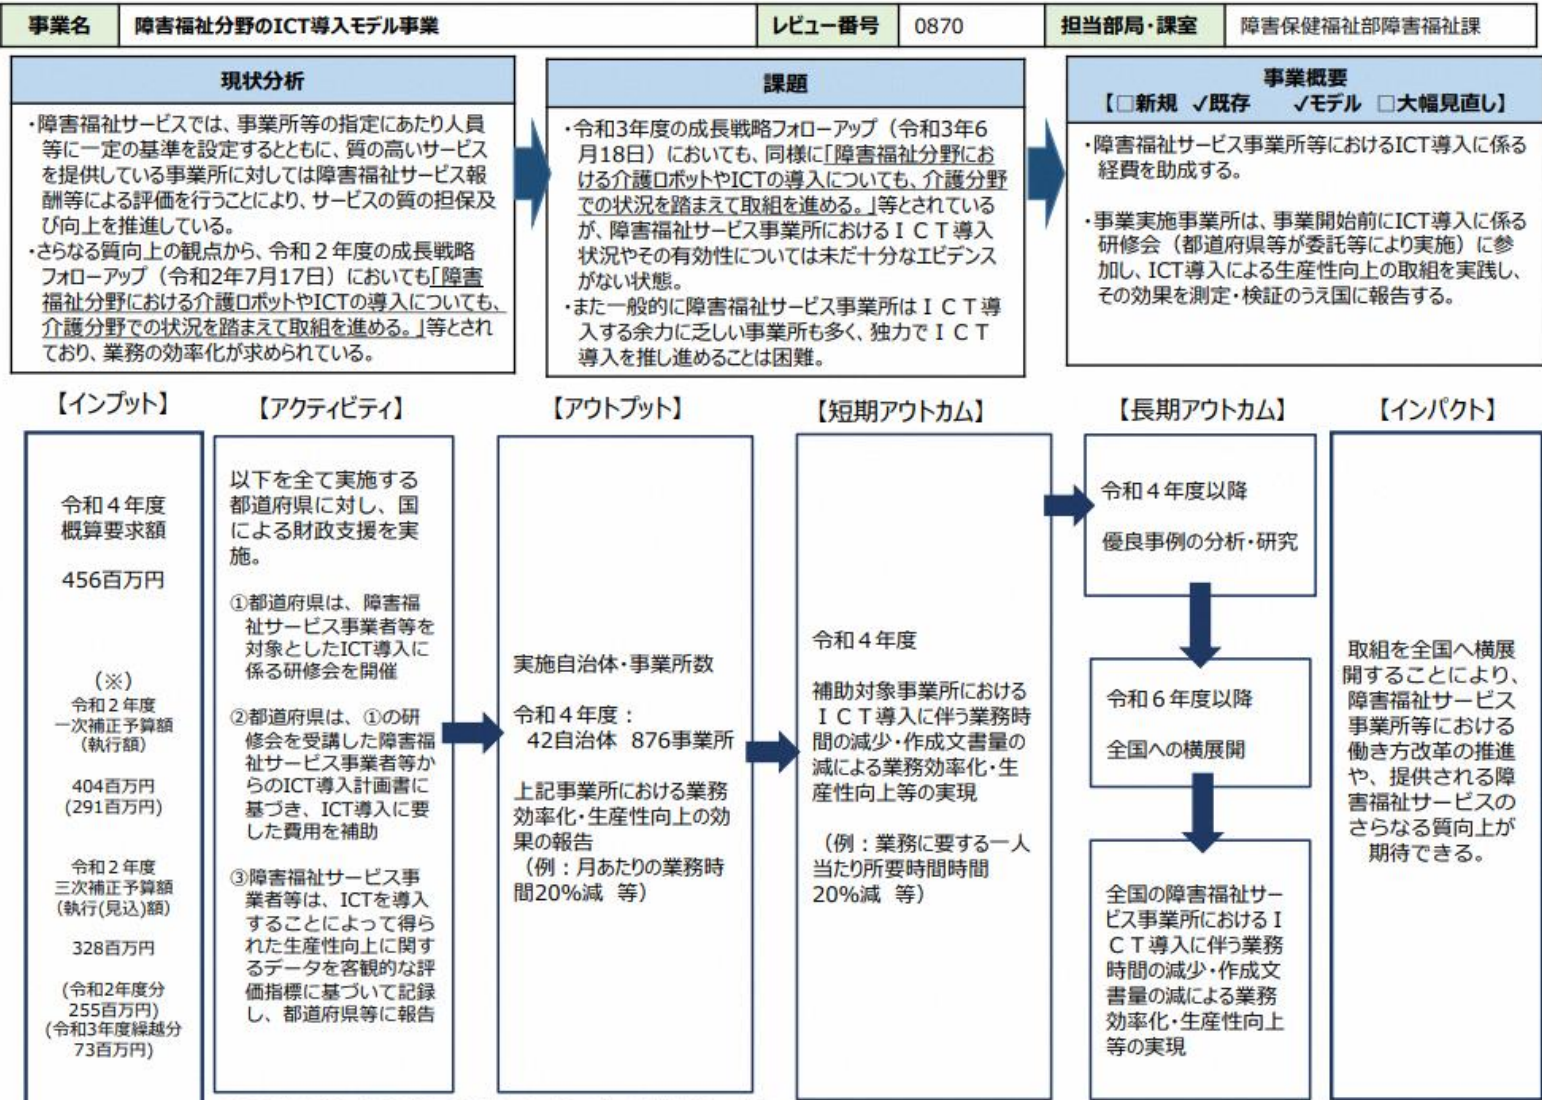 事業名 障害福祉分野のICT導入モデル事業 レビュー番号 0870 担当部局・課室 障害保健福祉部障害福祉課
現状分析
・障害福祉サービスでは、事業所等の指定にあたり人員
等に一定の基準を設定するとともに、質の高いサービス
を提供している事業所に対しては障害福祉サービス報
酬等による評価を行うことにより、サービスの質の担保及
び向上を推進している。
・さらなる質向上の観点から、令和２年度の成長戦略
フォローアップ（令和2年7月17日）においても「障害
福祉分野における介護ロボットやICTの導入についても、
介護分野での状況を踏まえて取組を進める。」等とされ
ており、業務の効率化が求められている。
課題
・令和3年度の成長戦略フォローアップ（令和3年6
月18日）においても、同様に「障害福祉分野にお
ける介護ロボットやICTの導入についても、介護分野
での状況を踏まえて取組を進める。」等とされている
が、障害福祉サービス事業所におけるＩＣＴ導入
状況やその有効性については未だ十分なエビデンス
がない状態。
・また一般的に障害福祉サービス事業所はＩＣＴ導
入する余力に乏しい事業所も多く、独力でＩＣＴ
導入を推し進めることは困難。
事業概要
【□新規 ✓既存 ✓モデル □大幅見直し】
・障害福祉サービス事業所等におけるICT導入に係る
経費を助成する。
・事業実施事業所は、事業開始前にICT導入に係る
研修会（都道府県等が委託等により実施）に参
加し、ICT導入による生産性向上の取組を実践し、
その効果を測定・検証のうえ国に報告する。
【インプット】
令和４年度
概算要求額
456百万円
（※）
令和２年度
一次補正予算額
（執行額）
404百万円
(291百万円)
令和２年度
三次補正予算額
（執行(見込)額）
328百万円
(令和2年度分
255百万円)
(令和3年度繰越分
73百万円)
【アクティビティ】
以下を全て実施する
都道府県に対し、国
による財政支援を実
施。
①都道府県は、障害福
祉サービス事業者等を
対象としたICT導入に
係る研修会を開催
②都道府県は、①の研
修会を受講した障害福
祉サービス事業者等か
らのICT導入計画書に
基づき、ICT導入に要
した費用を補助
③障害福祉サービス事
業者等は、ICTを導入
することによって得ら
れた生産性向上に関す
るデータを客観的な評
価指標に基づいて記録
し、都道府県等に報告
【アウトプット】
実施自治体・事業所数
令和４年度：
42自治体 876事業所
上記事業所における業務
効率化・生産性向上の効
果の報告
（例：月あたりの業務時
間20%減 等）
【短期アウトカム】
令和４年度
補助対象事業所における
ＩＣＴ導入に伴う業務時
間の減少・作成文書量の
減による業務効率化・生
産性向上等の実現
（例：業務に要する一人
当たり所要時間時間
20%減 等）
【長期アウトカム】
令和４年度以降
優良事例の分析・研究
令和６年度以降
全国への横展開
全国の障害福祉サー
ビス事業所におけるＩ
ＣＴ導入に伴う業務
時間の減少・作成文
書量の減による業務
効率化・生産性向上
等の実現
【インパクト】
取組を全国へ横展
開することにより、
障害福祉サービス
事業所等における
働き方改革の推進
や、提供される障
害福祉サービスの
さらなる質向上が
期待できる。